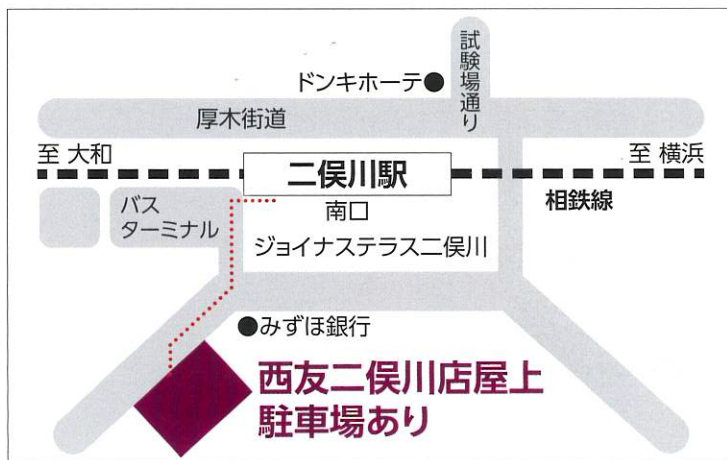 試験場通り
ドンキホーテ●
厚木街道
至 大和
至 横浜
二俣川駅
相鉄線
南口
バス
ターミナル
ジョイナステラス二俣川
●みずほ銀行
西友二俣川店屋上
駐車場あり